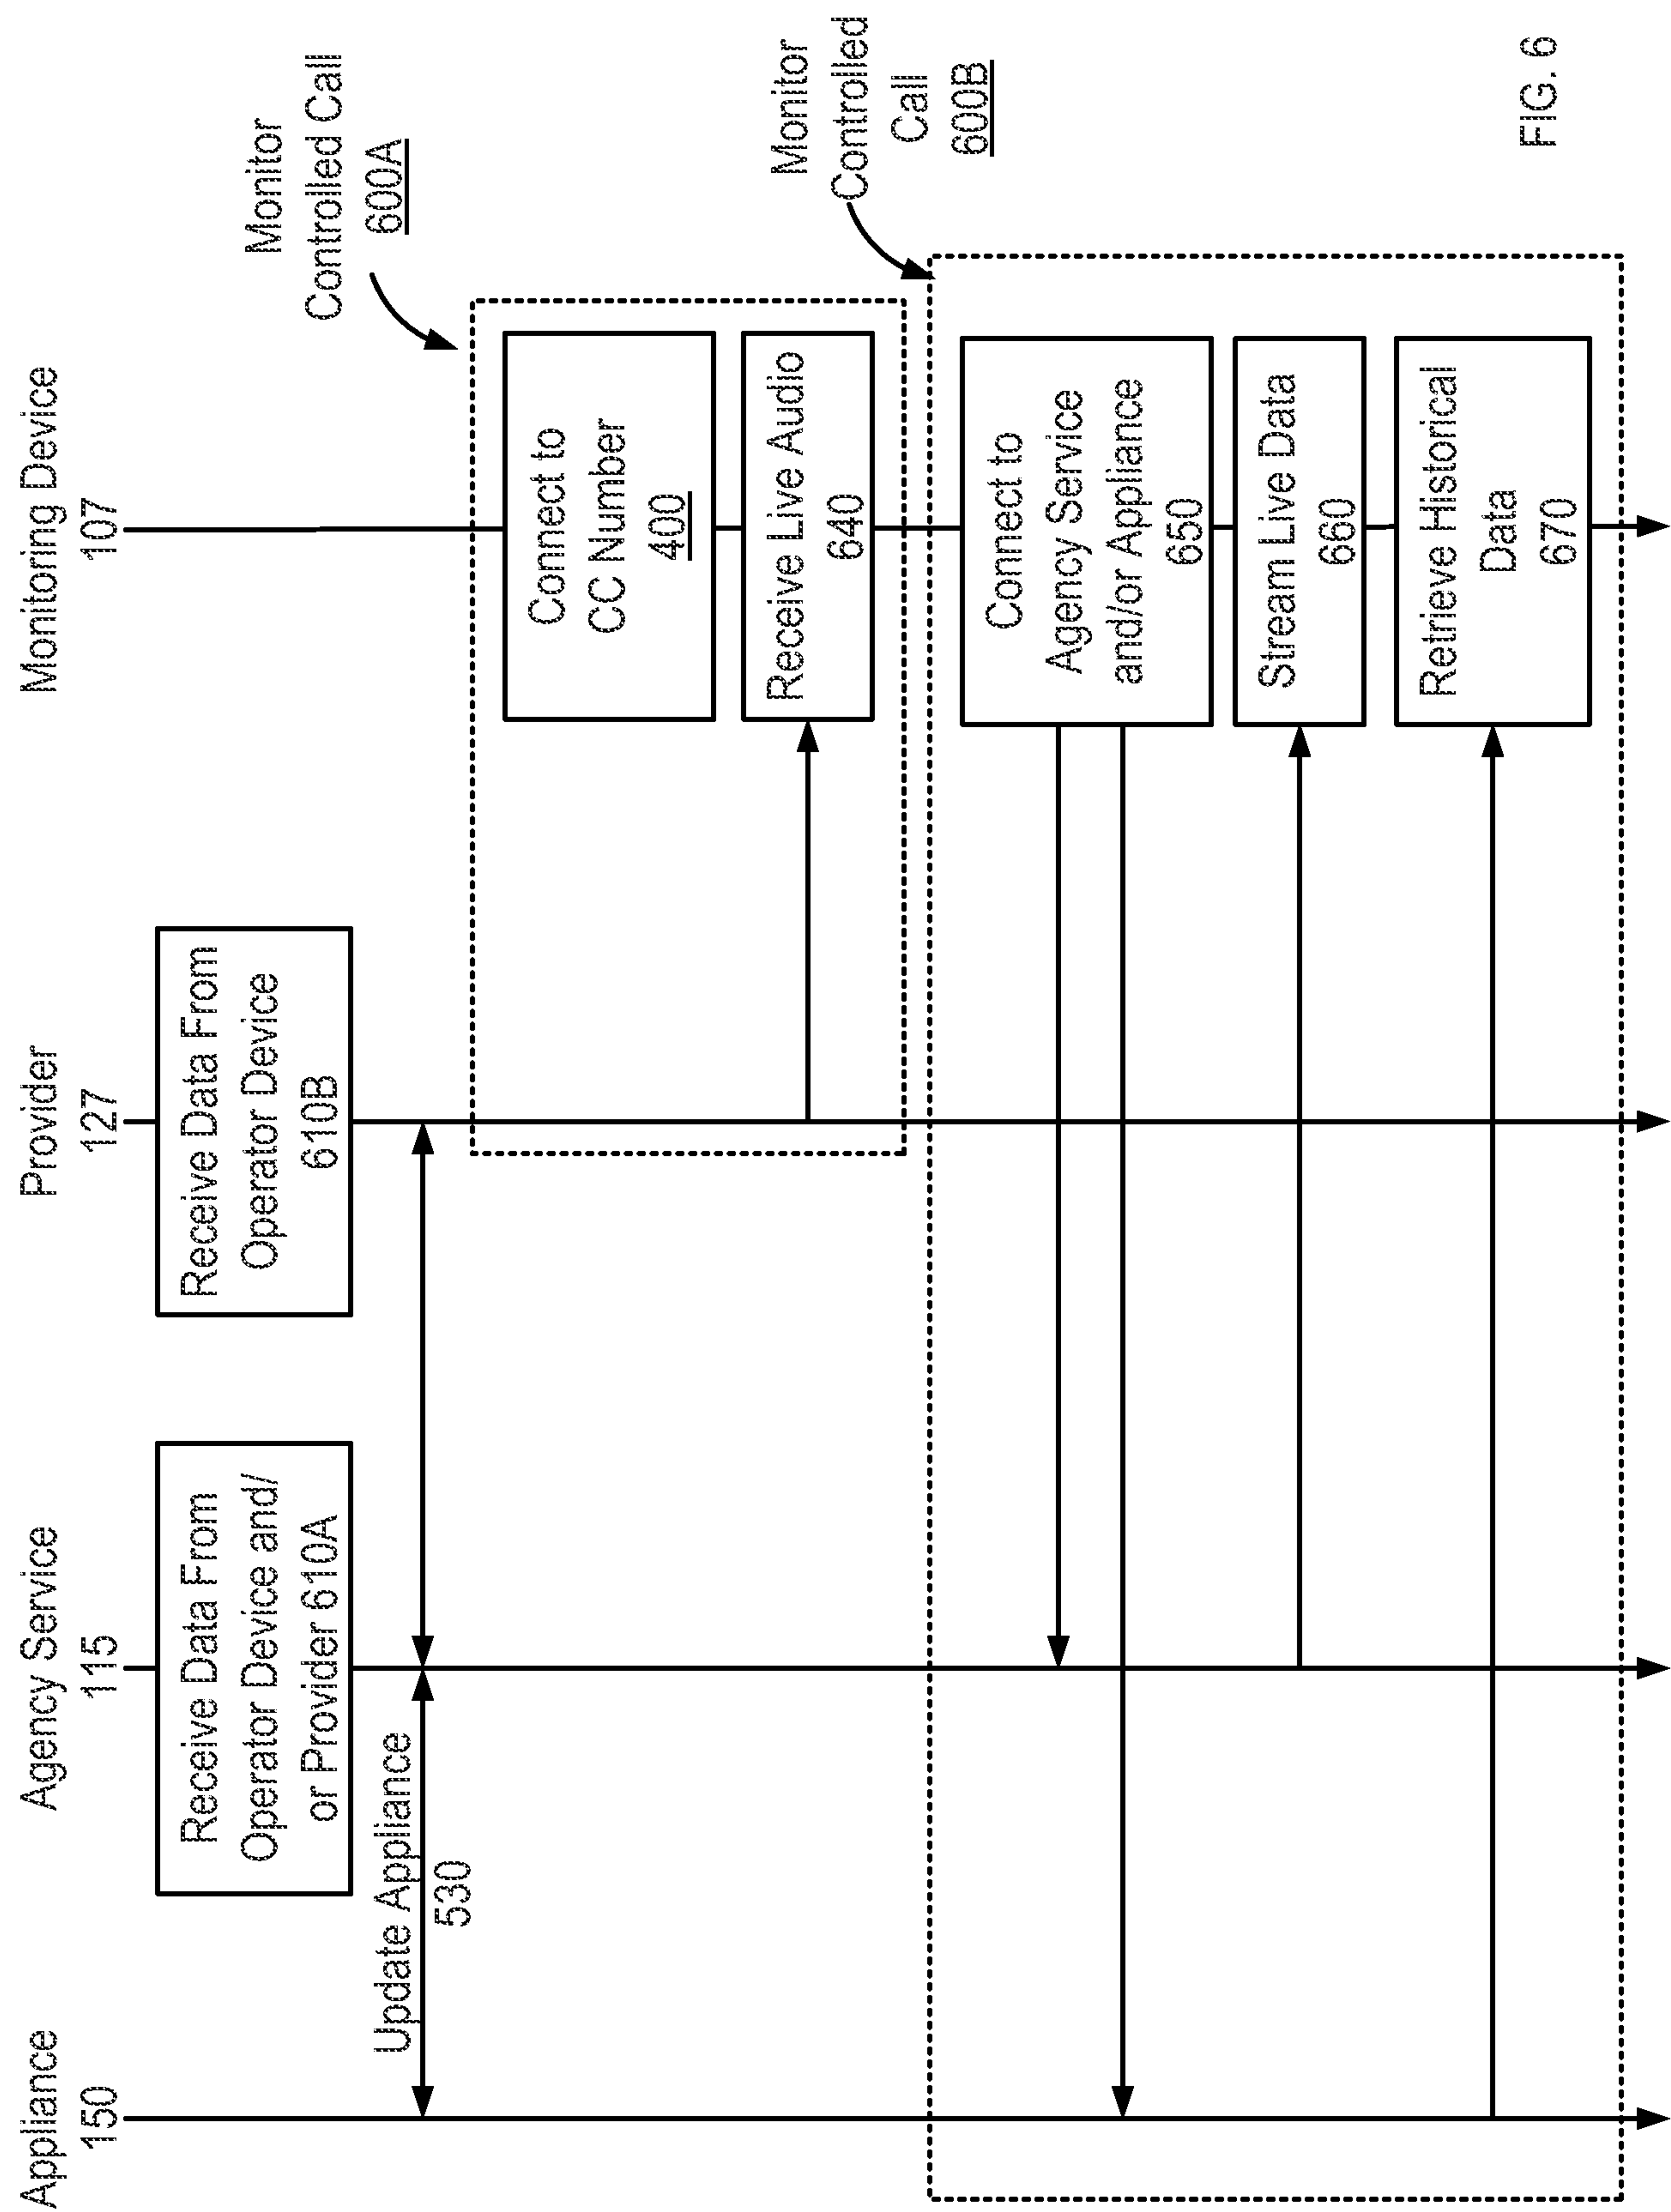 Appliance
150
Agency Service
115
Provider
127
Monitoring Device
107
Receive Data From
Operator Device and/
or Provider 610A
Receive Data From
Operator Device
610B
Update Appliance
530
Monitor
Controlled Call
600A
Connect to
CC Number
400
Receive Live Audio
640
Monitor
Controlled
Call
600B
Connect to
Agency Service
and/or Appliance
650
Stream Live Data
660
Retrieve Historical
Data
670
FIG. 6